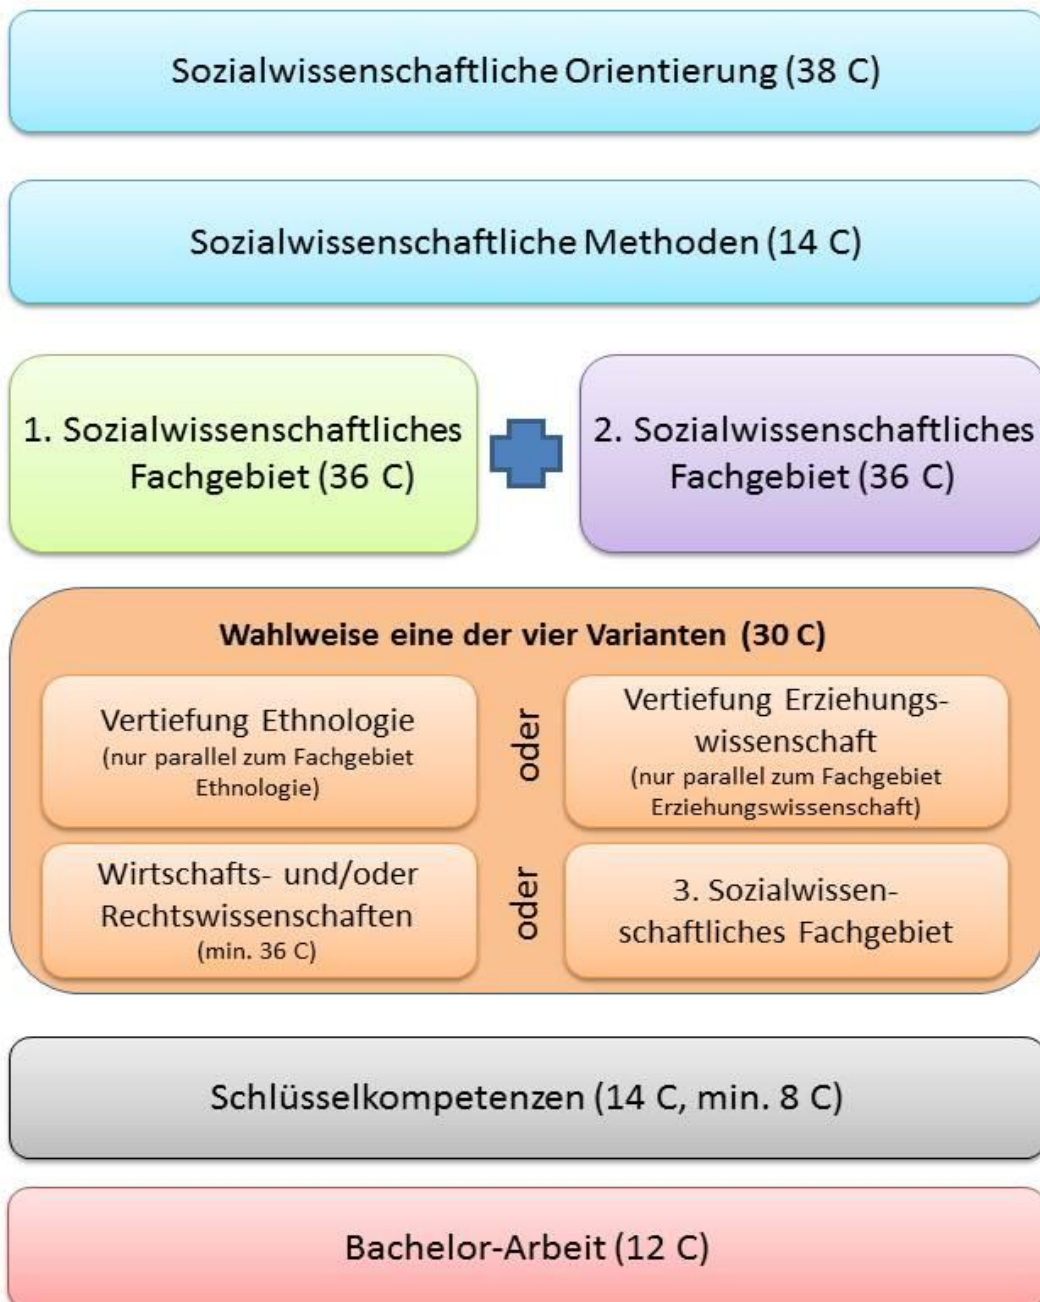 Sozialwissenschaftliche Orientierung (38 C)
Sozialwissenschaftliche Methoden (14 C)
1. Sozialwissenschaftliches
Fachgebiet (36 C)
2. Sozialwissenschaftliches
Fachgebiet (36 C)
Wahlweise eine der vier Varianten (30 C)
Vertiefung Ethnologie
(nur parallel zum Fachgebiet
Ethnologie)
oder
Vertiefung Erziehungs-
wissenschaft
(nur parallel zum Fachgebiet
Erziehungswissenschaft)
Wirtschafts- und/oder
Rechtswissenschaften
(min. 36 C)
oder
3. Sozialwissen-
schaftliches Fachgebiet
Schlüsselkompetenzen (14 C, min. 8 C)
Bachelor-Arbeit (12 C)